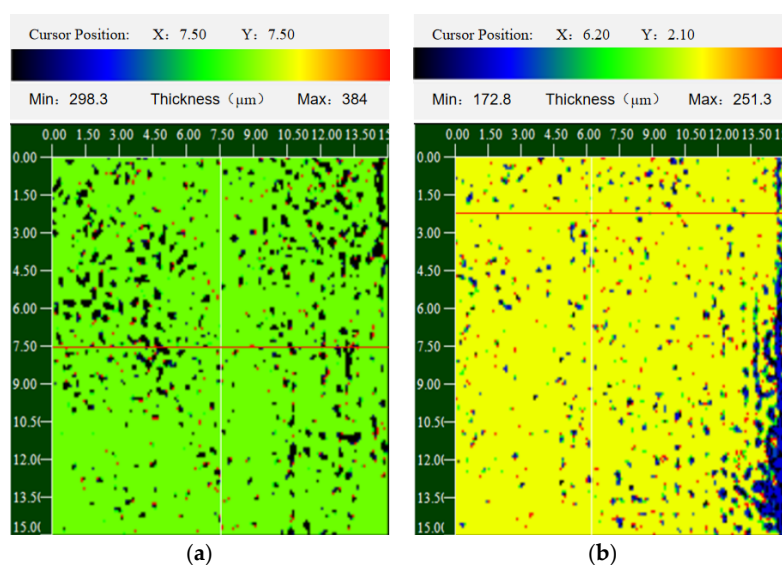 Cursor Position: X：7.50 Y：7.50
Min：298.3 Thickness（μm） Max：384
0.00 1.50 3.00 4.50 6.00 7.50 9.00 10.50 12.00 13.50 15.
0.00
1.50
3.00
4.50
6.00
7.50
9.00
10.5(
12.0(
13.5(
15.0(
(a)
Cursor Position: X：6.20 Y：2.10
Min：172.8 Thickness（μm） Max：251.3
0.00 1.50 3.00 4.50 6.00 7.50 9.00 10.50 12.00 13.50
0.00
1.50
3.00
4.50
6.00
7.50
9.00
10.5(
12.0(
13.5(
15.0(
(b)